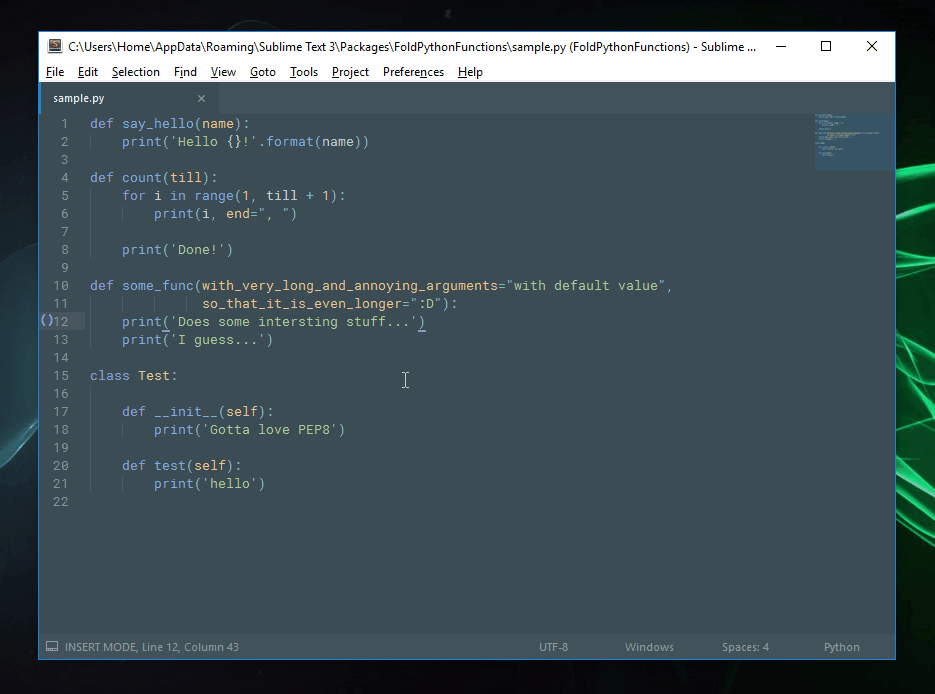 C:\Users\Home\AppData\Roaming\Sublime Text 3\Packages\FoldPythonFunctions\sample.py (FoldPythonFunctions) - Sublime ...
File Edit Selection Find View Goto Tools Project Preferences Help
sample.py ×
1 def say_hello(name):
2     print('Hello {}!'.format(name))
3
4 def count(till):
5     for i in range(1, till + 1):
6         print(i, end=", ")
7
8     print('Done!')
9
10 def some_func(with_very_long_and_annoying_arguments="with default value",
11               so_that_it_is_even_longer=":D"):
()12     print('Does some intersting stuff...')
13     print('I guess...')
14
15 class Test:
16
17     def __init__(self):
18         print('Gotta love PEP8')
19
20     def test(self):
21         print('hello')
22
INSERT MODE, Line 12, Column 43 UTF-8 Windows Spaces: 4 Python